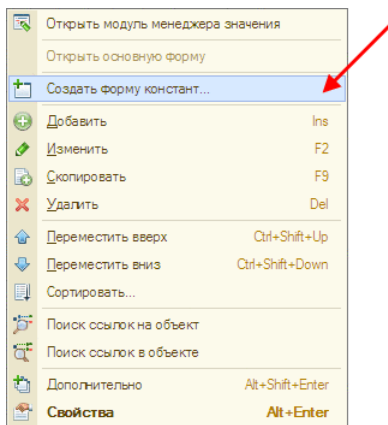 Открыть модуль менеджера значения
Открыть основную форму
Создать форму констант...
Добавить Ins
Изменить F2
Скопировать F9
Удалить Del
Переместить вверх Ctrl+Shift+Up
Переместить вниз Ctrl+Shift+Down
Сортировать...
Поиск ссылок на объект
Поиск ссылок в объекте
Дополнительно Alt+Shift+Enter
Свойства Alt+Enter